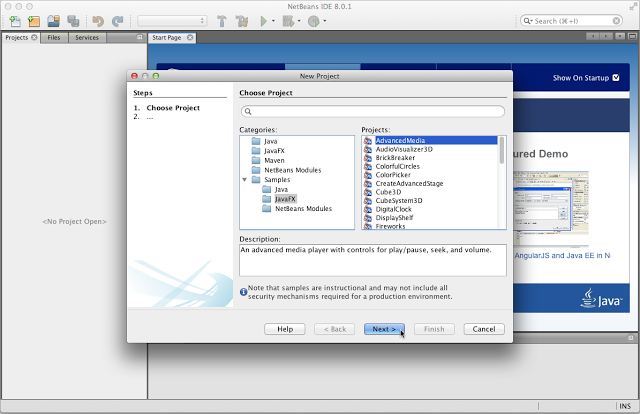 NetBeans IDE 8.0.1
Search (⌘+I)
Projects
Files
Services
Start Page
Show On Startup
New Project
Steps
Choose Project
1. Choose Project
2. ...
Categories:
Projects:
Java
JavaFX
Maven
NetBeans Modules
Samples
Java
JavaFX
NetBeans Modules
AdvancedMedia
AudioVisualizer3D
BrickBreaker
ColorfulCircles
ColorPicker
CreateAdvancedStage
Cube3D
CubeSystem3D
DigitalClock
DisplayShelf
Fireworks
ured Demo
<No Project Open>
Description:
An advanced media player with controls for play/pause, seek, and volume.
AngularJS and Java EE in N
Note that samples are instructional and may not include all
security mechanisms required for a production environment.
Java
Help
< Back
Next >
Finish
Cancel
INS